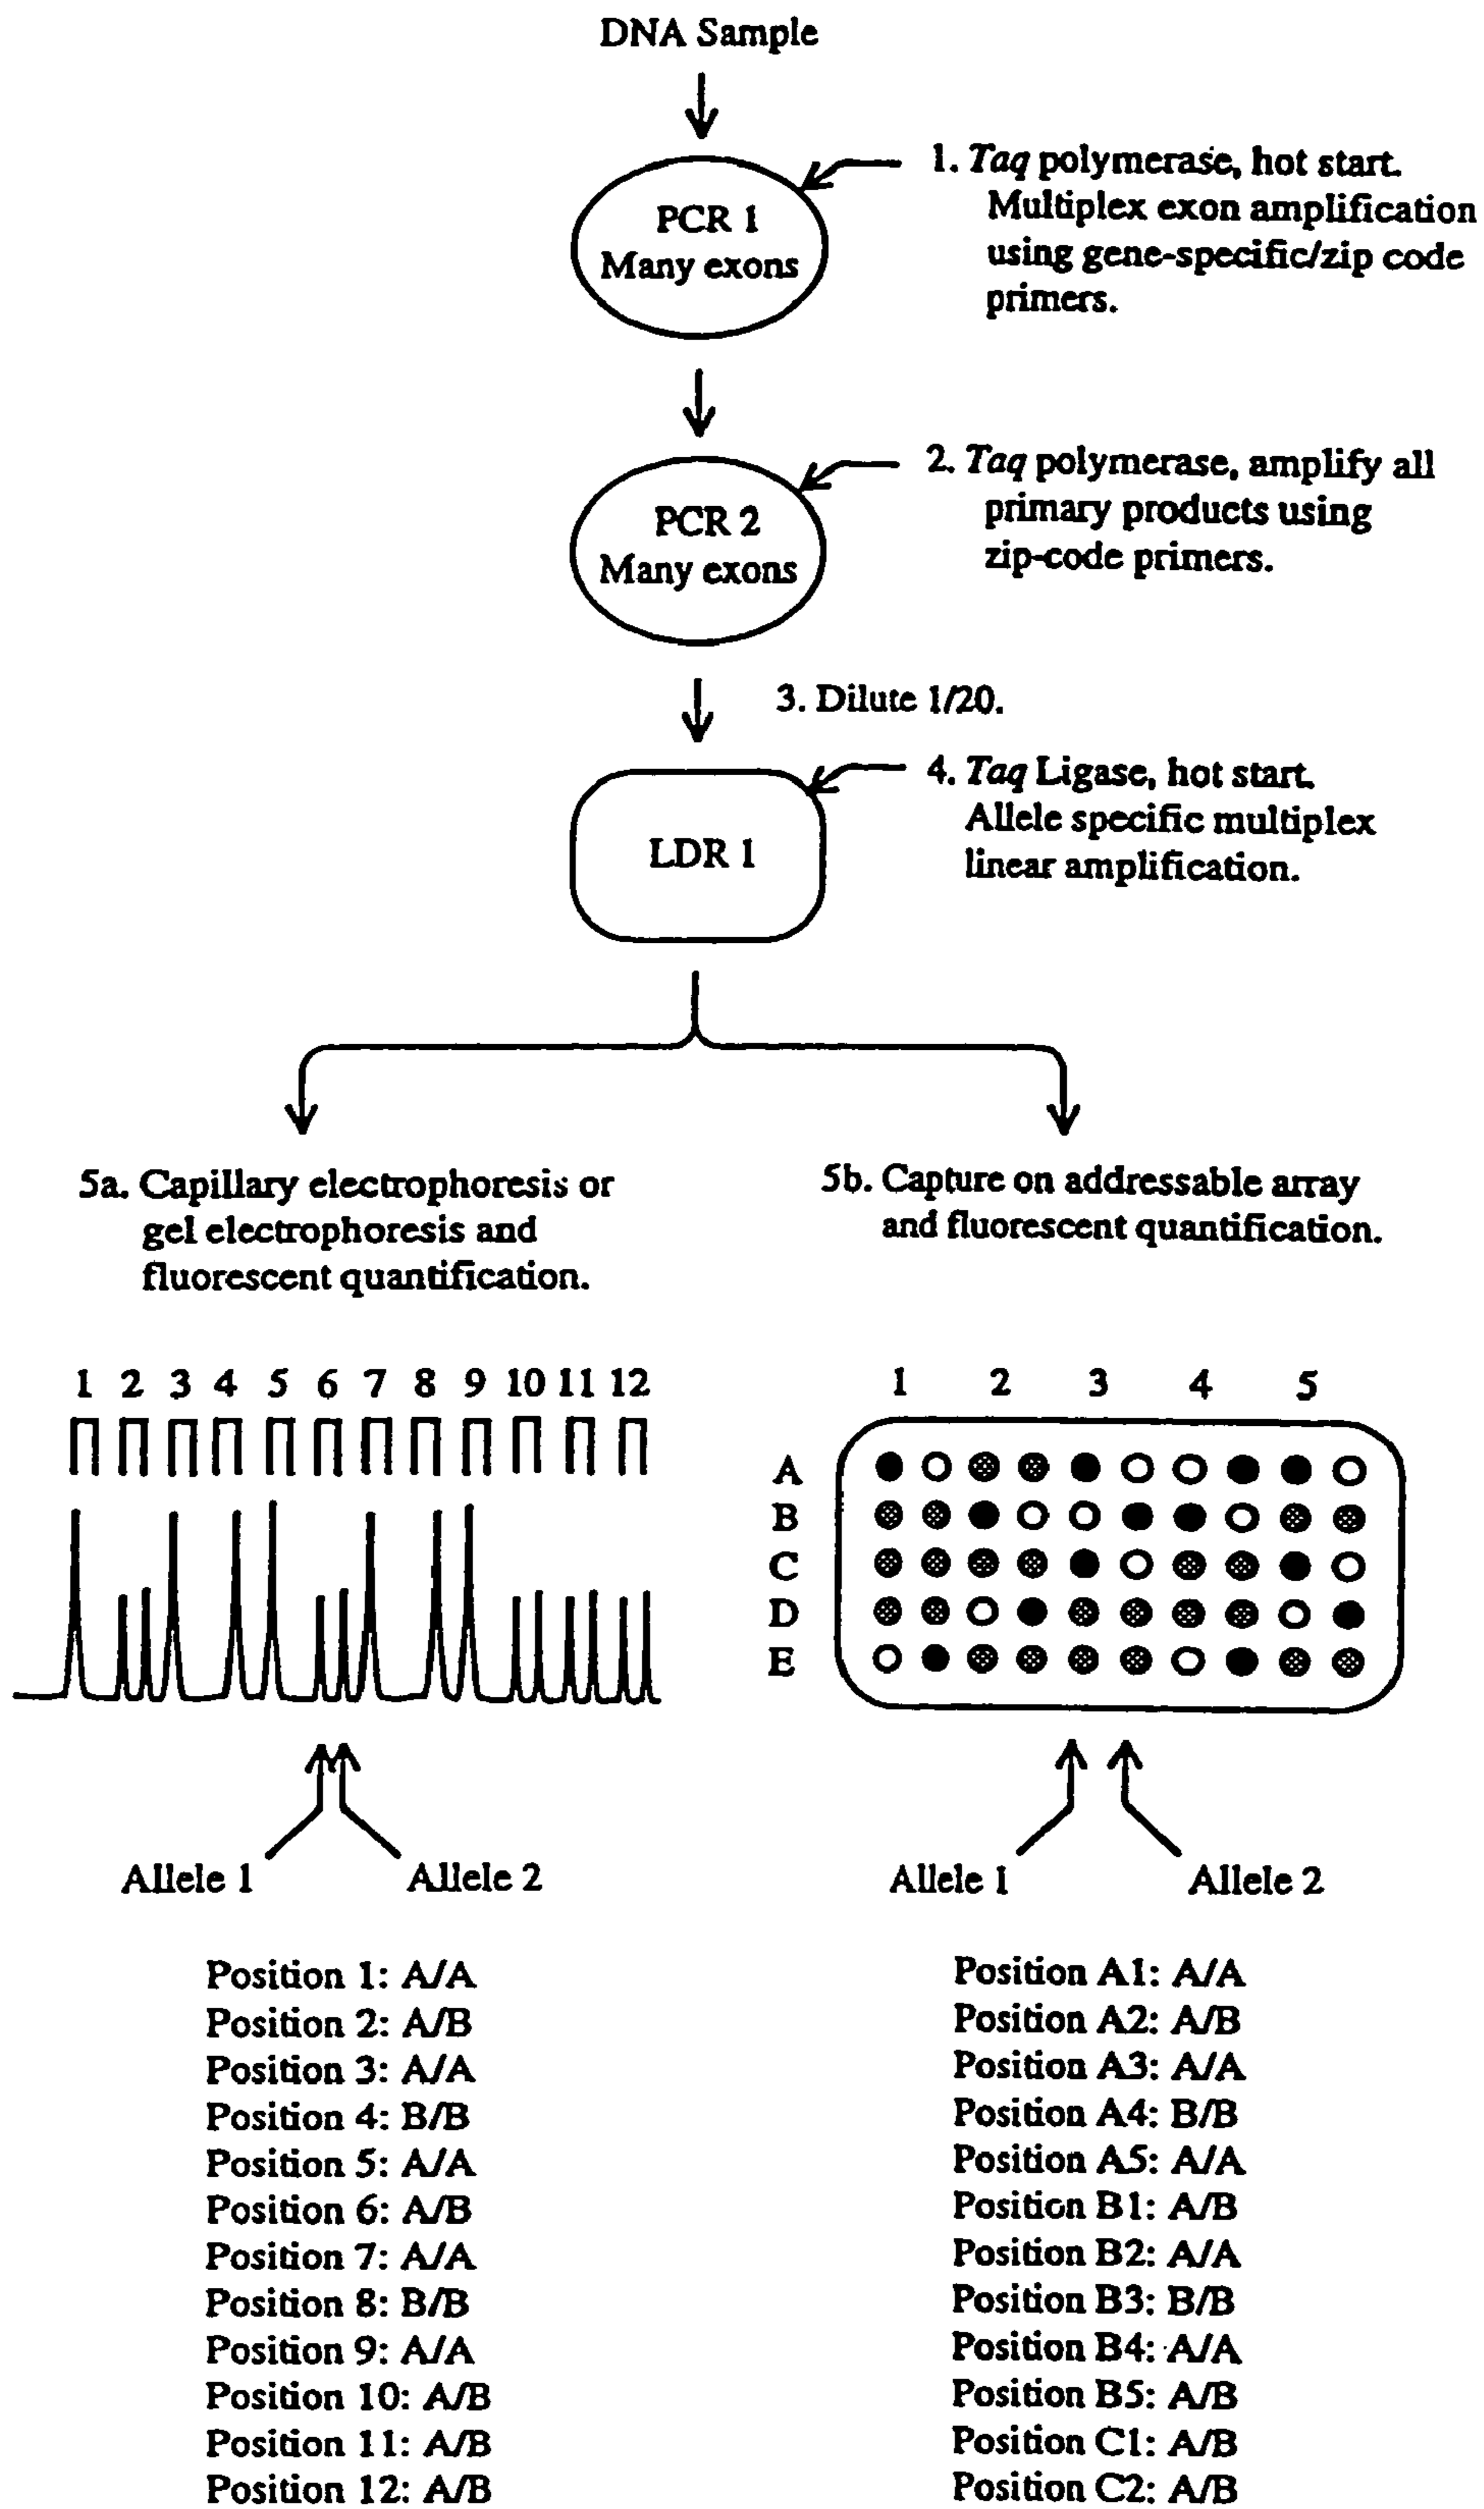 DNA Sample
1. Taq polymerase, hot start.
Multiplex exon amplification
using gene-specific/zip code
primers.
PCR 1
Many exons
2. Taq polymerase, amplify all
primary products using
zip-code primers.
PCR 2
Many exons
3. Dilute 1/20.
4. Taq Ligase, hot start.
Allele specific multiplex
linear amplification.
LDR 1
5a. Capillary electrophoresis or
gel electrophoresis and
fluorescent quantification.
5b. Capture on addressable array
and fluorescent quantification.
1 2 3 4 5 6 7 8 9 10 11 12
1 2 3 4 5
A
B
C
D
E
Allele 1 Allele 2
Allele 1 Allele 2
Position 1: A/A
Position 2: A/B
Position 3: A/A
Position 4: B/B
Position 5: A/A
Position 6: A/B
Position 7: A/A
Position 8: B/B
Position 9: A/A
Position 10: A/B
Position 11: A/B
Position 12: A/B
Position A1: A/A
Position A2: A/B
Position A3: A/A
Position A4: B/B
Position A5: A/A
Position B1: A/B
Position B2: A/A
Position B3: B/B
Position B4: A/A
Position B5: A/B
Position C1: A/B
Position C2: A/B